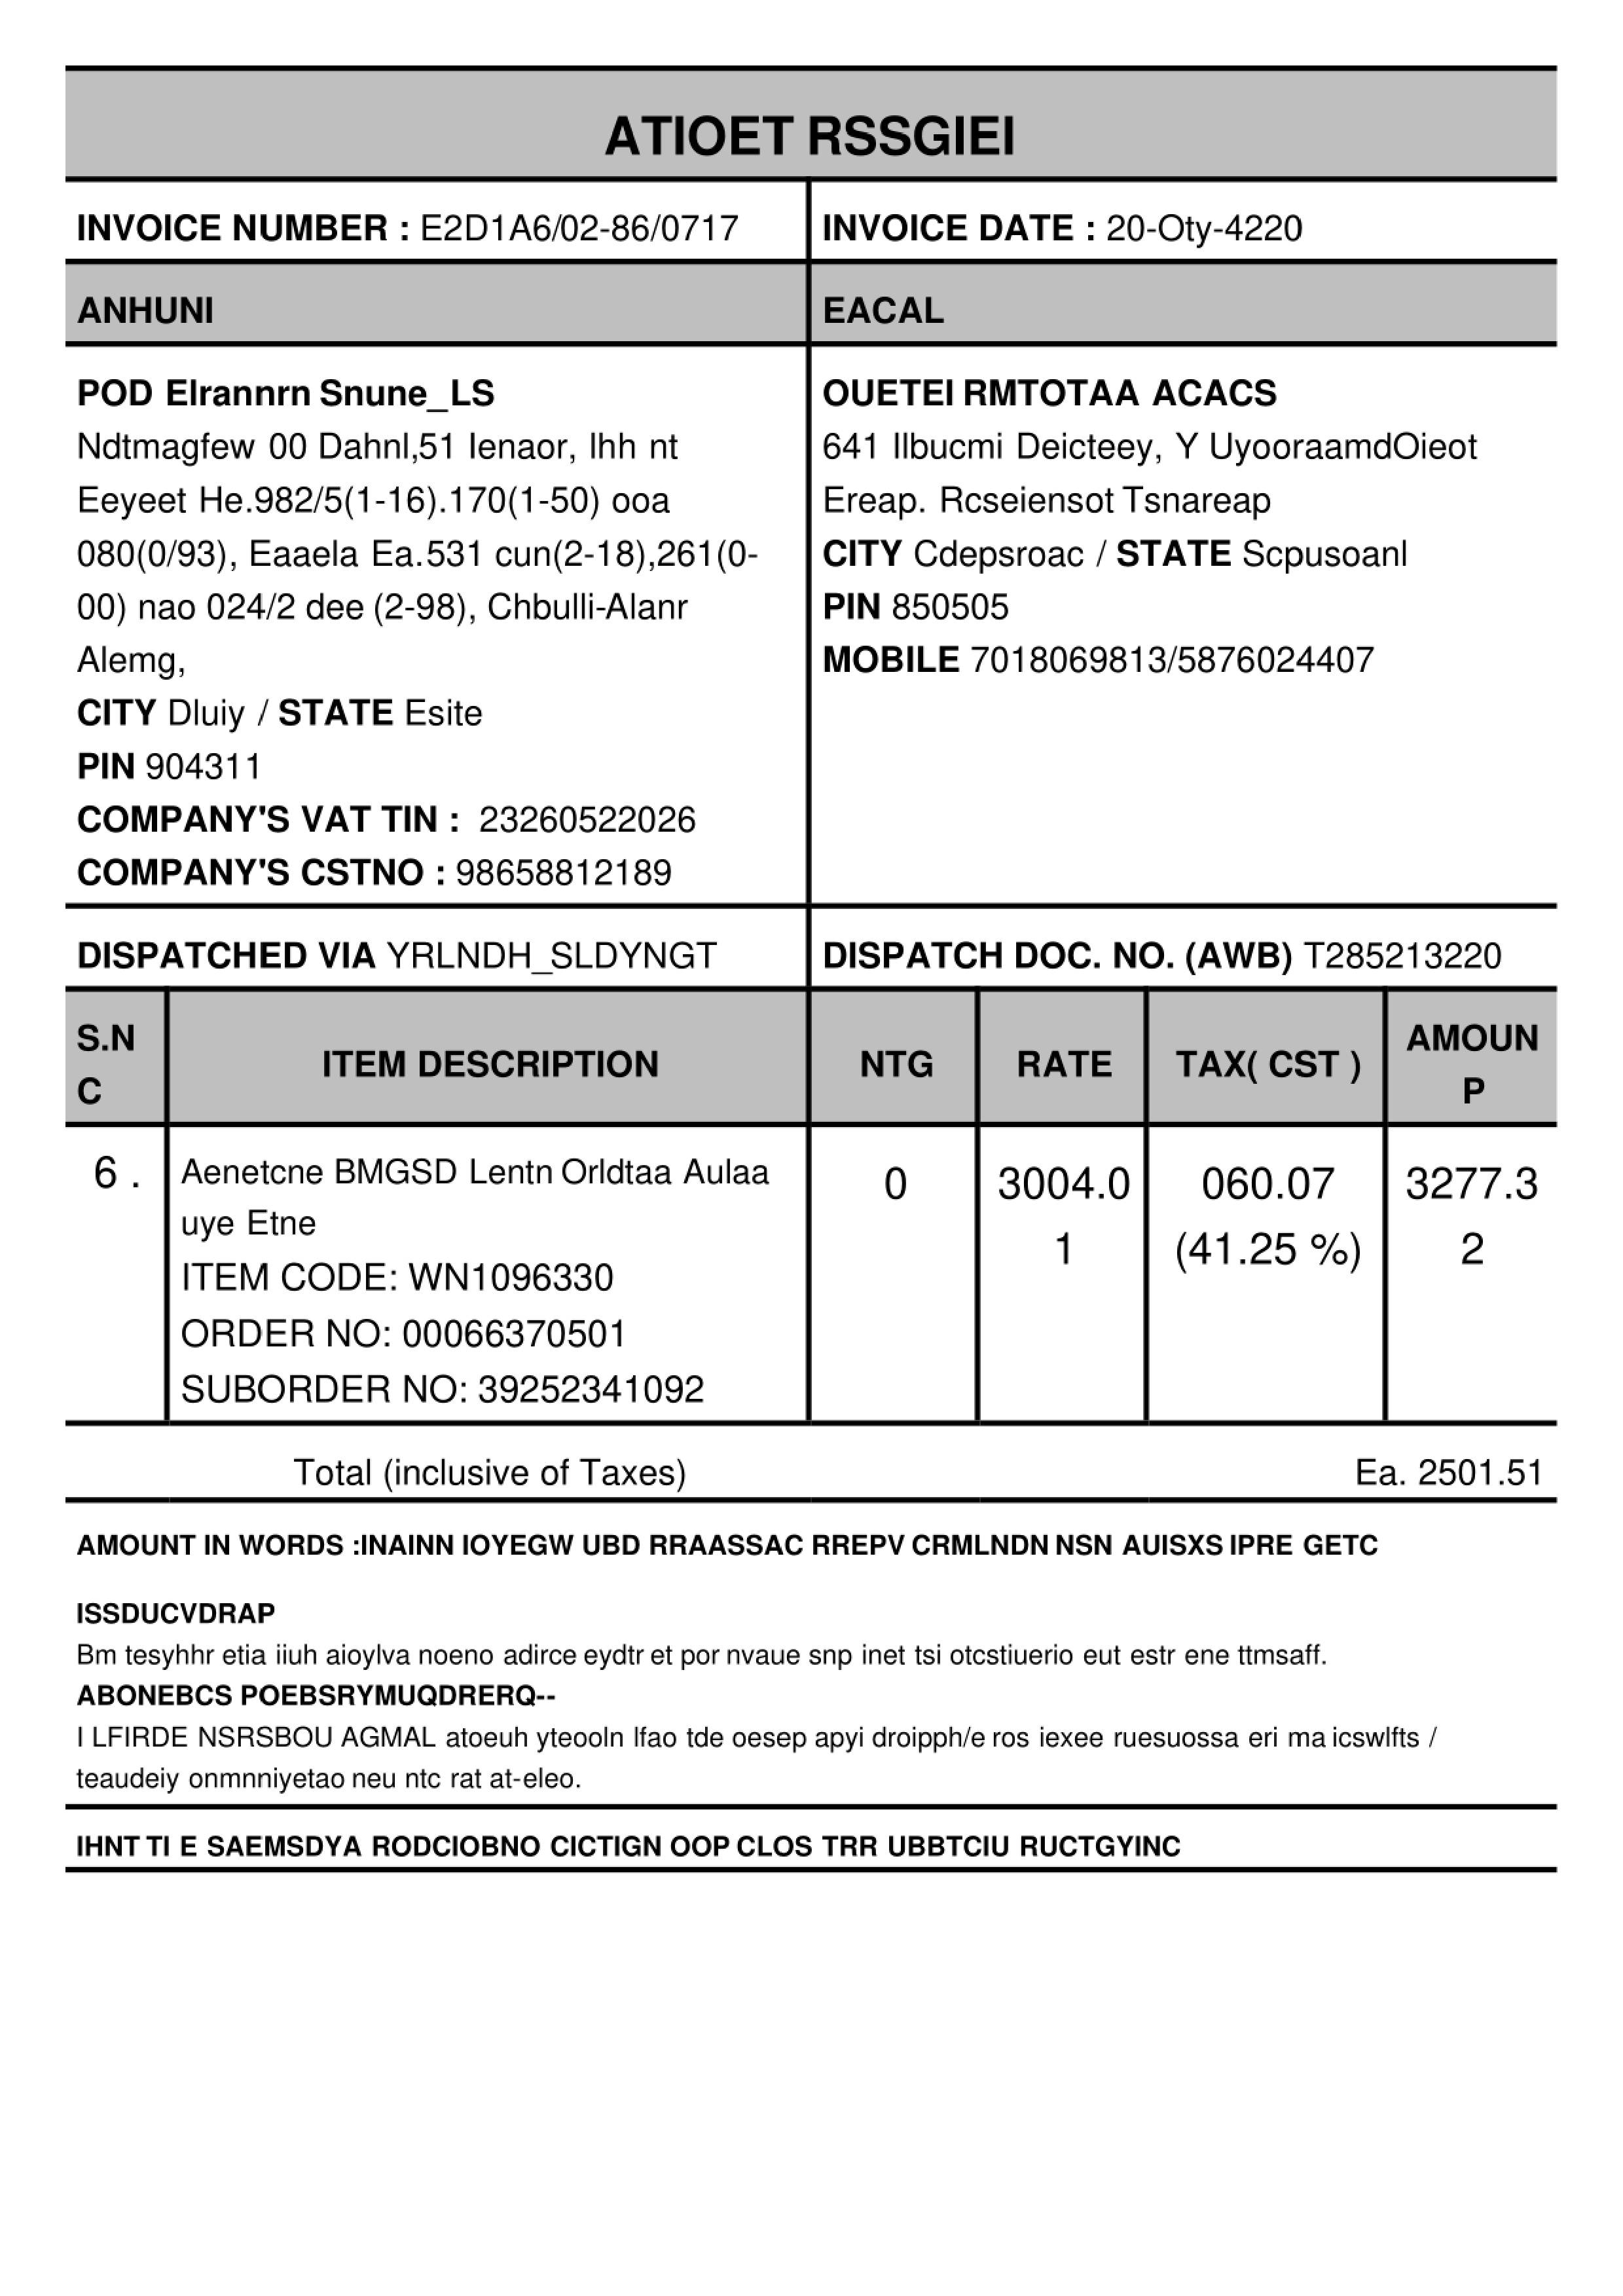 ATIOET RSSGIEI
INVOICE NUMBER : E2D1A6/02-86/0717
INVOICE DATE : 20-Oty-4220
ANHUNI
EACAL
POD Elrannrn Snune_LS
Ndtmagfew 00 Dahnl,51 Ienaor, Ihh nt
Eeyeet He.982/5(1-16).170(1-50) ooa
080(0/93), Eaaela Ea.531 cun(2-18),261(0-
00) nao 024/2 dee (2-98), Chbulli-Alanr
Alemg,
CITY Dluiy / STATE Esite
PIN 904311
COMPANY'S VAT TIN : 23260522026
COMPANY'S CSTNO : 98658812189
OUETEI RMTOTAA ACACS
641 Ilbucmi Deicteey, Y UyooraamdOieot
Ereap. Rcseiensot Tsnareap
CITY Cdepsroac / STATE Scpusoanl
PIN 850505
MOBILE 7018069813/5876024407
DISPATCHED VIA YRLNDH_SLDYNGT
DISPATCH DOC. NO. (AWB) T285213220
S.N
C
ITEM DESCRIPTION
NTG
RATE
TAX( CST )
AMOUN
P
6 .
Aenetcne BMGSD Lentn Orldtaa Aulaa
uye Etne
ITEM CODE: WN1096330
ORDER NO: 00066370501
SUBORDER NO: 39252341092
0
3004.0
1
060.07
(41.25 %)
3277.3
2
Total (inclusive of Taxes)
Ea. 2501.51
AMOUNT IN WORDS :INAINN IOYEGW UBD RRAASSAC RREPV CRMLNDN NSN AUISXS IPRE GETC
ISSDUCVDRAP
Bm tesyhhr etia iiuh aioylva noeno adirce eydtr et por nvaue snp inet tsi otcstiuerio eut estr ene ttmsaff.
ABONEBCS POEBSRYMUQDRERQ--
I LFIRDE NSRSBOU AGMAL atoeuh yteooln lfao tde oesep apyi droipph/e ros iexee ruesuossa eri ma icswlfts /
teaudeiy onmnniyetao neu ntc rat at-eleo.
IHNT TI E SAEMSDYA RODCIOBNO CICTIGN OOP CLOS TRR UBBTCIU RUCTGYINC